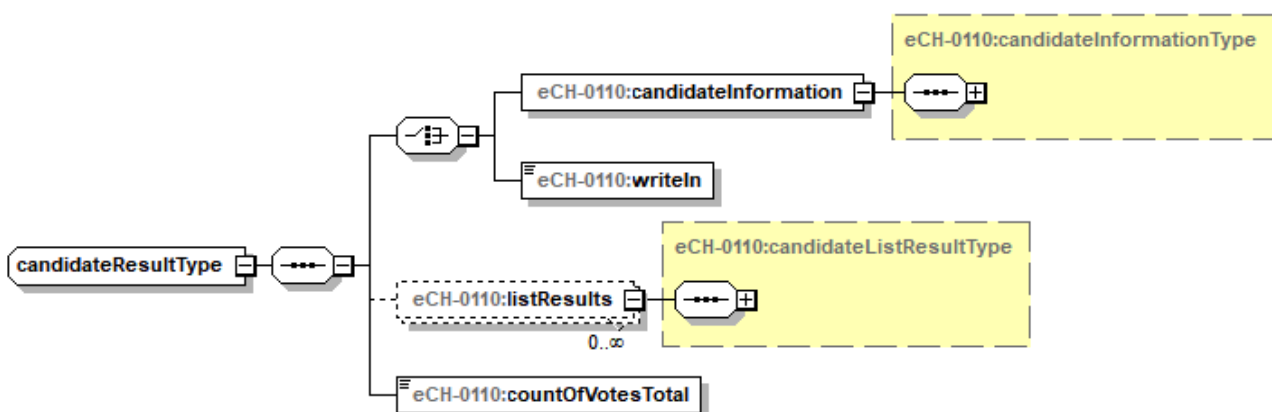 eCH-0110:candidateInformationType
eCH-0110:candidateInformation
eCH-0110:writeIn
eCH-0110:candidateListResultType
candidateResultType
eCH-0110:listResults
0..∞
eCH-0110:countOfVotesTotal